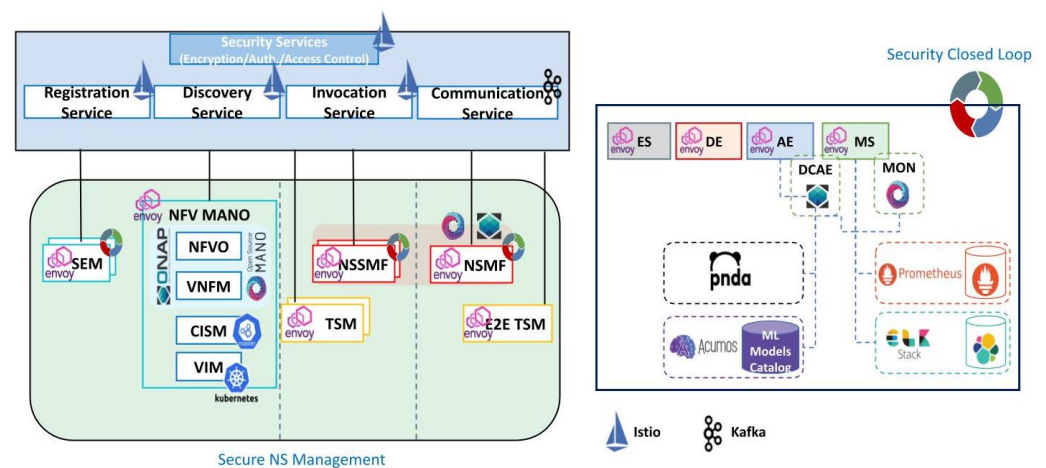 Security Services
(Encryption/Auth./Access Control)
Registration
Service
Discovery
Service
Invocation
Service
Communication
Service
envoy
NFV MANO
envoy
SEM
ONAP
NFVO
VNFM
Open Source
MANO
CISM
master
VIM
kubernetes
envoy
NSSMF
envoy
NSMF
envoy
TSM
envoy
E2E TSM
Secure NS Management
Security Closed Loop
envoy
ES
envoy
DE
envoy
AE
envoy
MS
DCAE
MON
pnda
Prometheus
Acumos
ML
Models
Catalog
ELK
Stack
Istio
Kafka